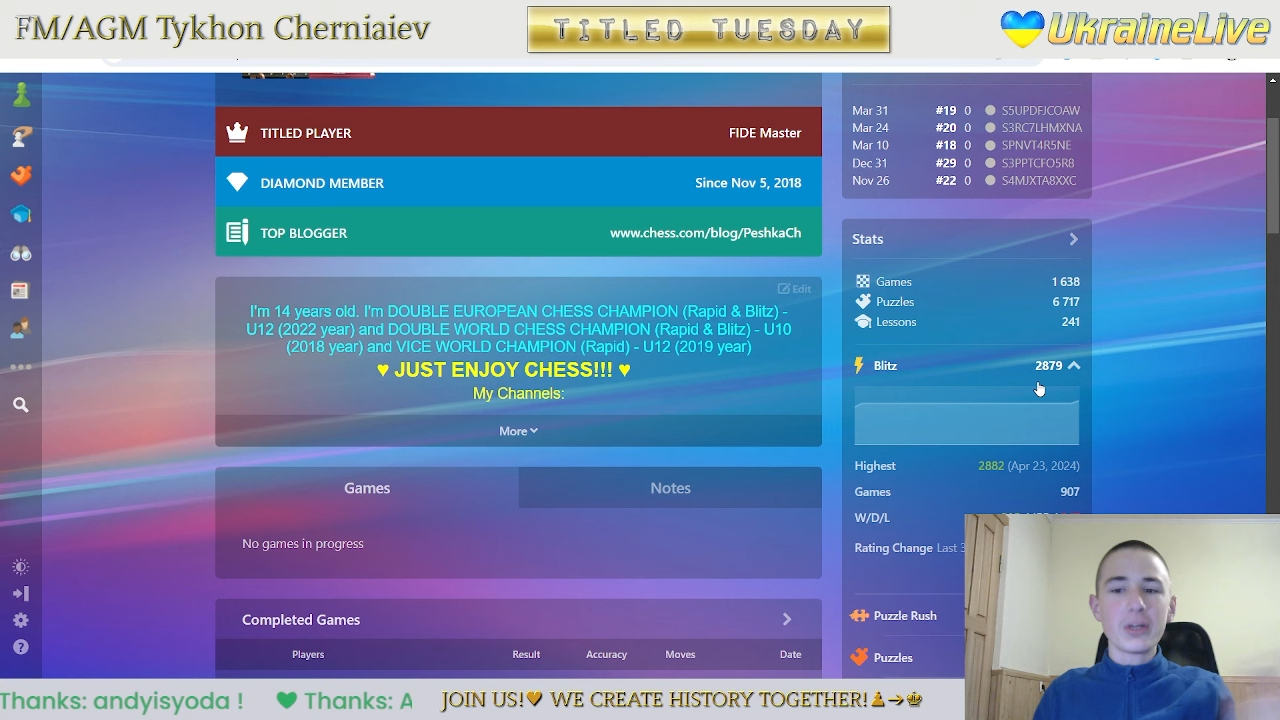 FM/AGM Tykhon Cherniaiev
TITLED TUESDAY
UkraineLive
TITLED PLAYER
FIDE Master
DIAMOND MEMBER
Since Nov 5, 2018
TOP BLOGGER
www.chess.com/blog/PeshkaCh
Edit
I'm 14 years old. I'm DOUBLE EUROPEAN CHESS CHAMPION (Rapid & Blitz) -
U12 (2022 year) and DOUBLE WORLD CHESS CHAMPION (Rapid & Blitz) - U10
(2018 year) and VICE WORLD CHAMPION (Rapid) - U12 (2019 year)
♥ JUST ENJOY CHESS!!! ♥
My Channels:
More
Games
Notes
No games in progress
Completed Games
Players Result Accuracy Moves Date
Mar 31 #19 0 S5UPDFJCOAW
Mar 24 #20 0 S3RC7LHMXNA
Mar 10 #18 0 SPNVT4R5NE
Dec 31 #29 0 S3PPTCFO5R8
Nov 26 #22 0 S4MJXTA8XXC
Stats
Games 1 638
Puzzles 6 717
Lessons 241
Blitz 2879
Highest 2882 (Apr 23, 2024)
Games 907
W/D/L
Rating Change Last
Puzzle Rush
Puzzles
Thanks: andyisyoda ! Thanks: A
JOIN US! WE CREATE HISTORY TOGETHER!